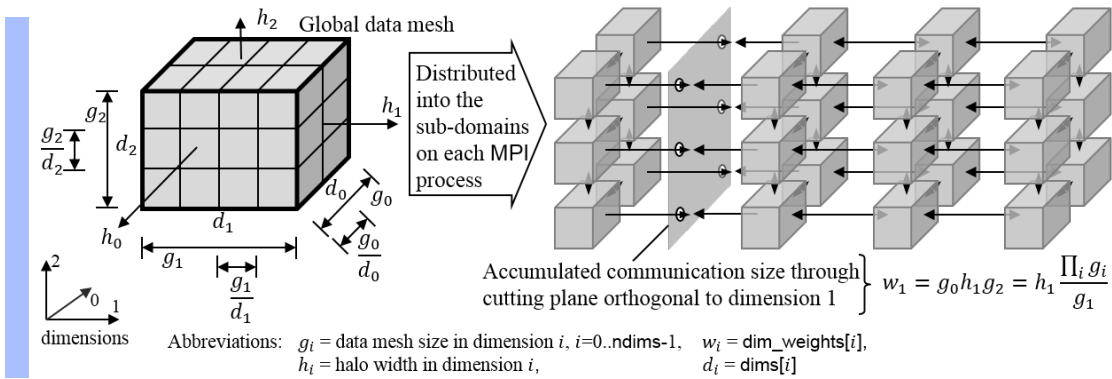 h₂
Global data mesh
g₂
g₂/d₂
d₂
h₁
h₀
d₁
d₀
g₀
g₀/d₀
g₁
g₁/d₁
2
0
1
dimensions
Distributed
into the
sub-domains
on each MPI
process
Accumulated communication size through
cutting plane orthogonal to dimension 1
w₁ = g₀h₁g₂ = h₁ ∏ᵢ gᵢ / g₁
Abbreviations: gᵢ = data mesh size in dimension i, i=0..ndims-1, wᵢ = dim_weights[i],
hᵢ = halo width in dimension i, dᵢ = dims[i]